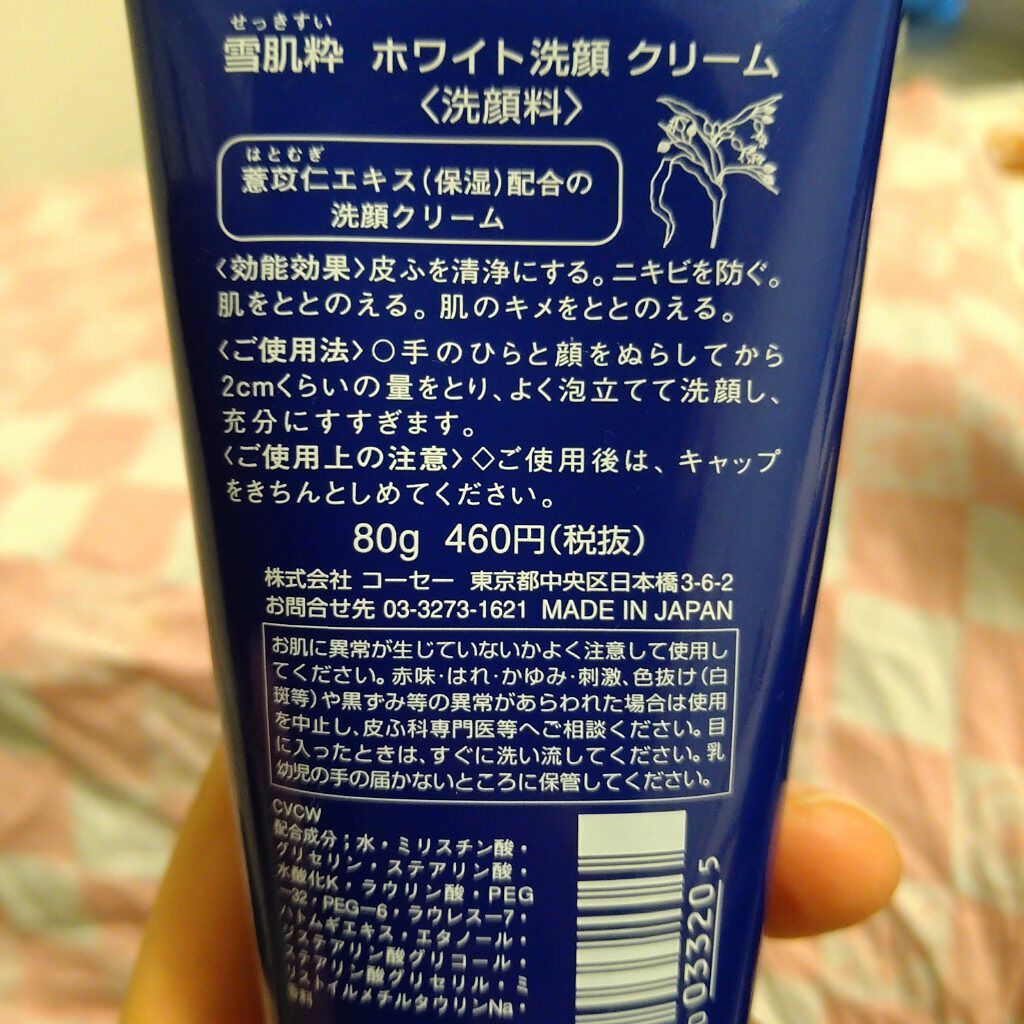 せっきすい
雪肌粋 ホワイト洗顔 クリーム
〈洗顔料〉
はとむぎ
薏苡仁エキス(保湿)配合の
洗顔クリーム
〈効能効果〉皮ふを清浄にする。ニキビを防ぐ。
肌をととのえる。肌のキメをととのえる。
〈ご使用法〉○手のひらと顔をぬらしてから
2cmくらいの量をとり、よく泡立てて洗顔し、
充分にすすぎます。
〈ご使用上の注意〉◇ご使用後は、キャップ
をきちんとしめてください。
80g 460円(税抜)
株式会社 コーセー 東京都中央区日本橋3-6-2
お問合せ先 03-3273-1621 MADE IN JAPAN
お肌に異常が生じていないかよく注意して使用し
てください。赤味・はれ・かゆみ・刺激、色抜け(白
斑等)や黒ずみ等の異常があらわれた場合は使用
を中止し、皮ふ科専門医等へご相談ください。目
に入ったときは、すぐに洗い流してください。乳
幼児の手の届かないところに保管してください。
CVCW
配合成分;水・ミリスチン酸・
グリセリン・ステアリン酸・
水酸化K・ラウリン酸・PEG
ー32・PEGー6・ラウレスー7・
ハトムギエキス・エタノール・
ジステアリン酸グリコール・
ステアリン酸グリセリル・ミ
リストイルメチルタウリンNa・
香料
003320 5